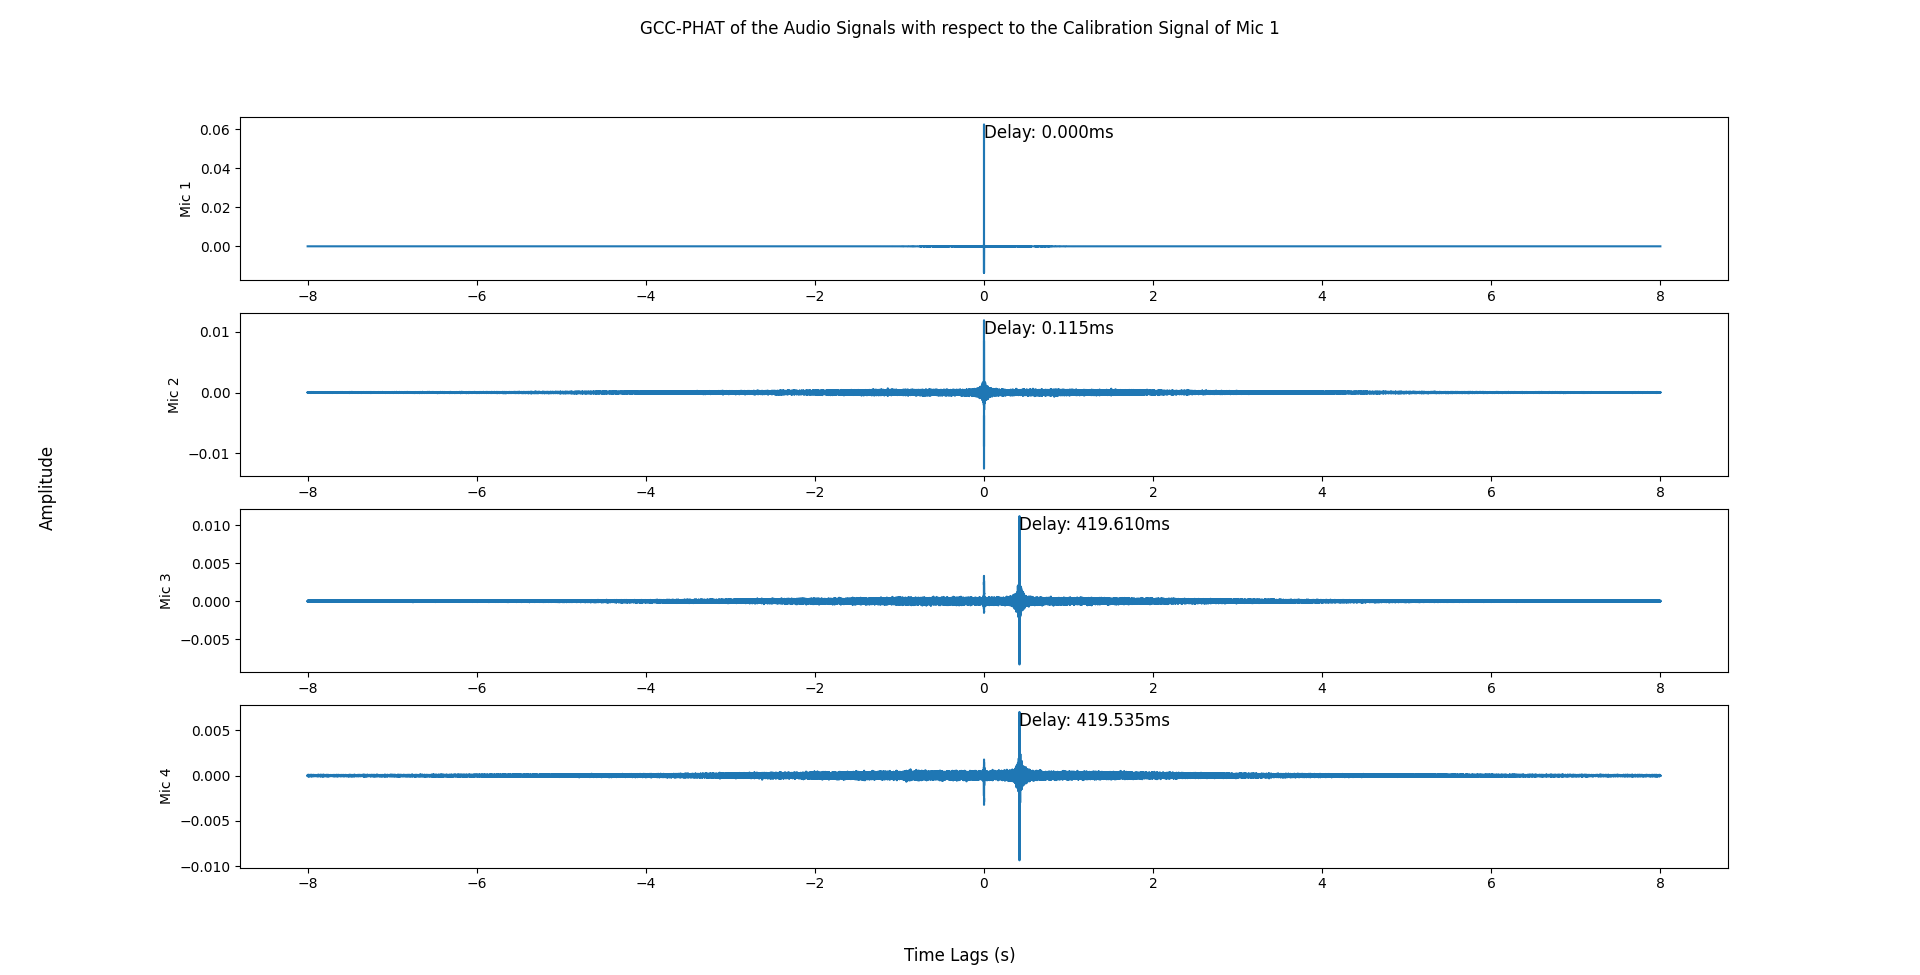 GCC-PHAT of the Audio Signals with respect to the Calibration Signal of Mic 1
Amplitude
Mic 1
0.06
0.04
0.02
0.00
Delay: 0.000ms
−8 −6 −4 −2 0 2 4 6 8
Mic 2
0.01
0.00
−0.01
Delay: 0.115ms
−8 −6 −4 −2 0 2 4 6 8
Mic 3
0.010
0.005
0.000
−0.005
Delay: 419.610ms
−8 −6 −4 −2 0 2 4 6 8
Mic 4
0.005
0.000
−0.005
−0.010
Delay: 419.535ms
−8 −6 −4 −2 0 2 4 6 8
Time Lags (s)